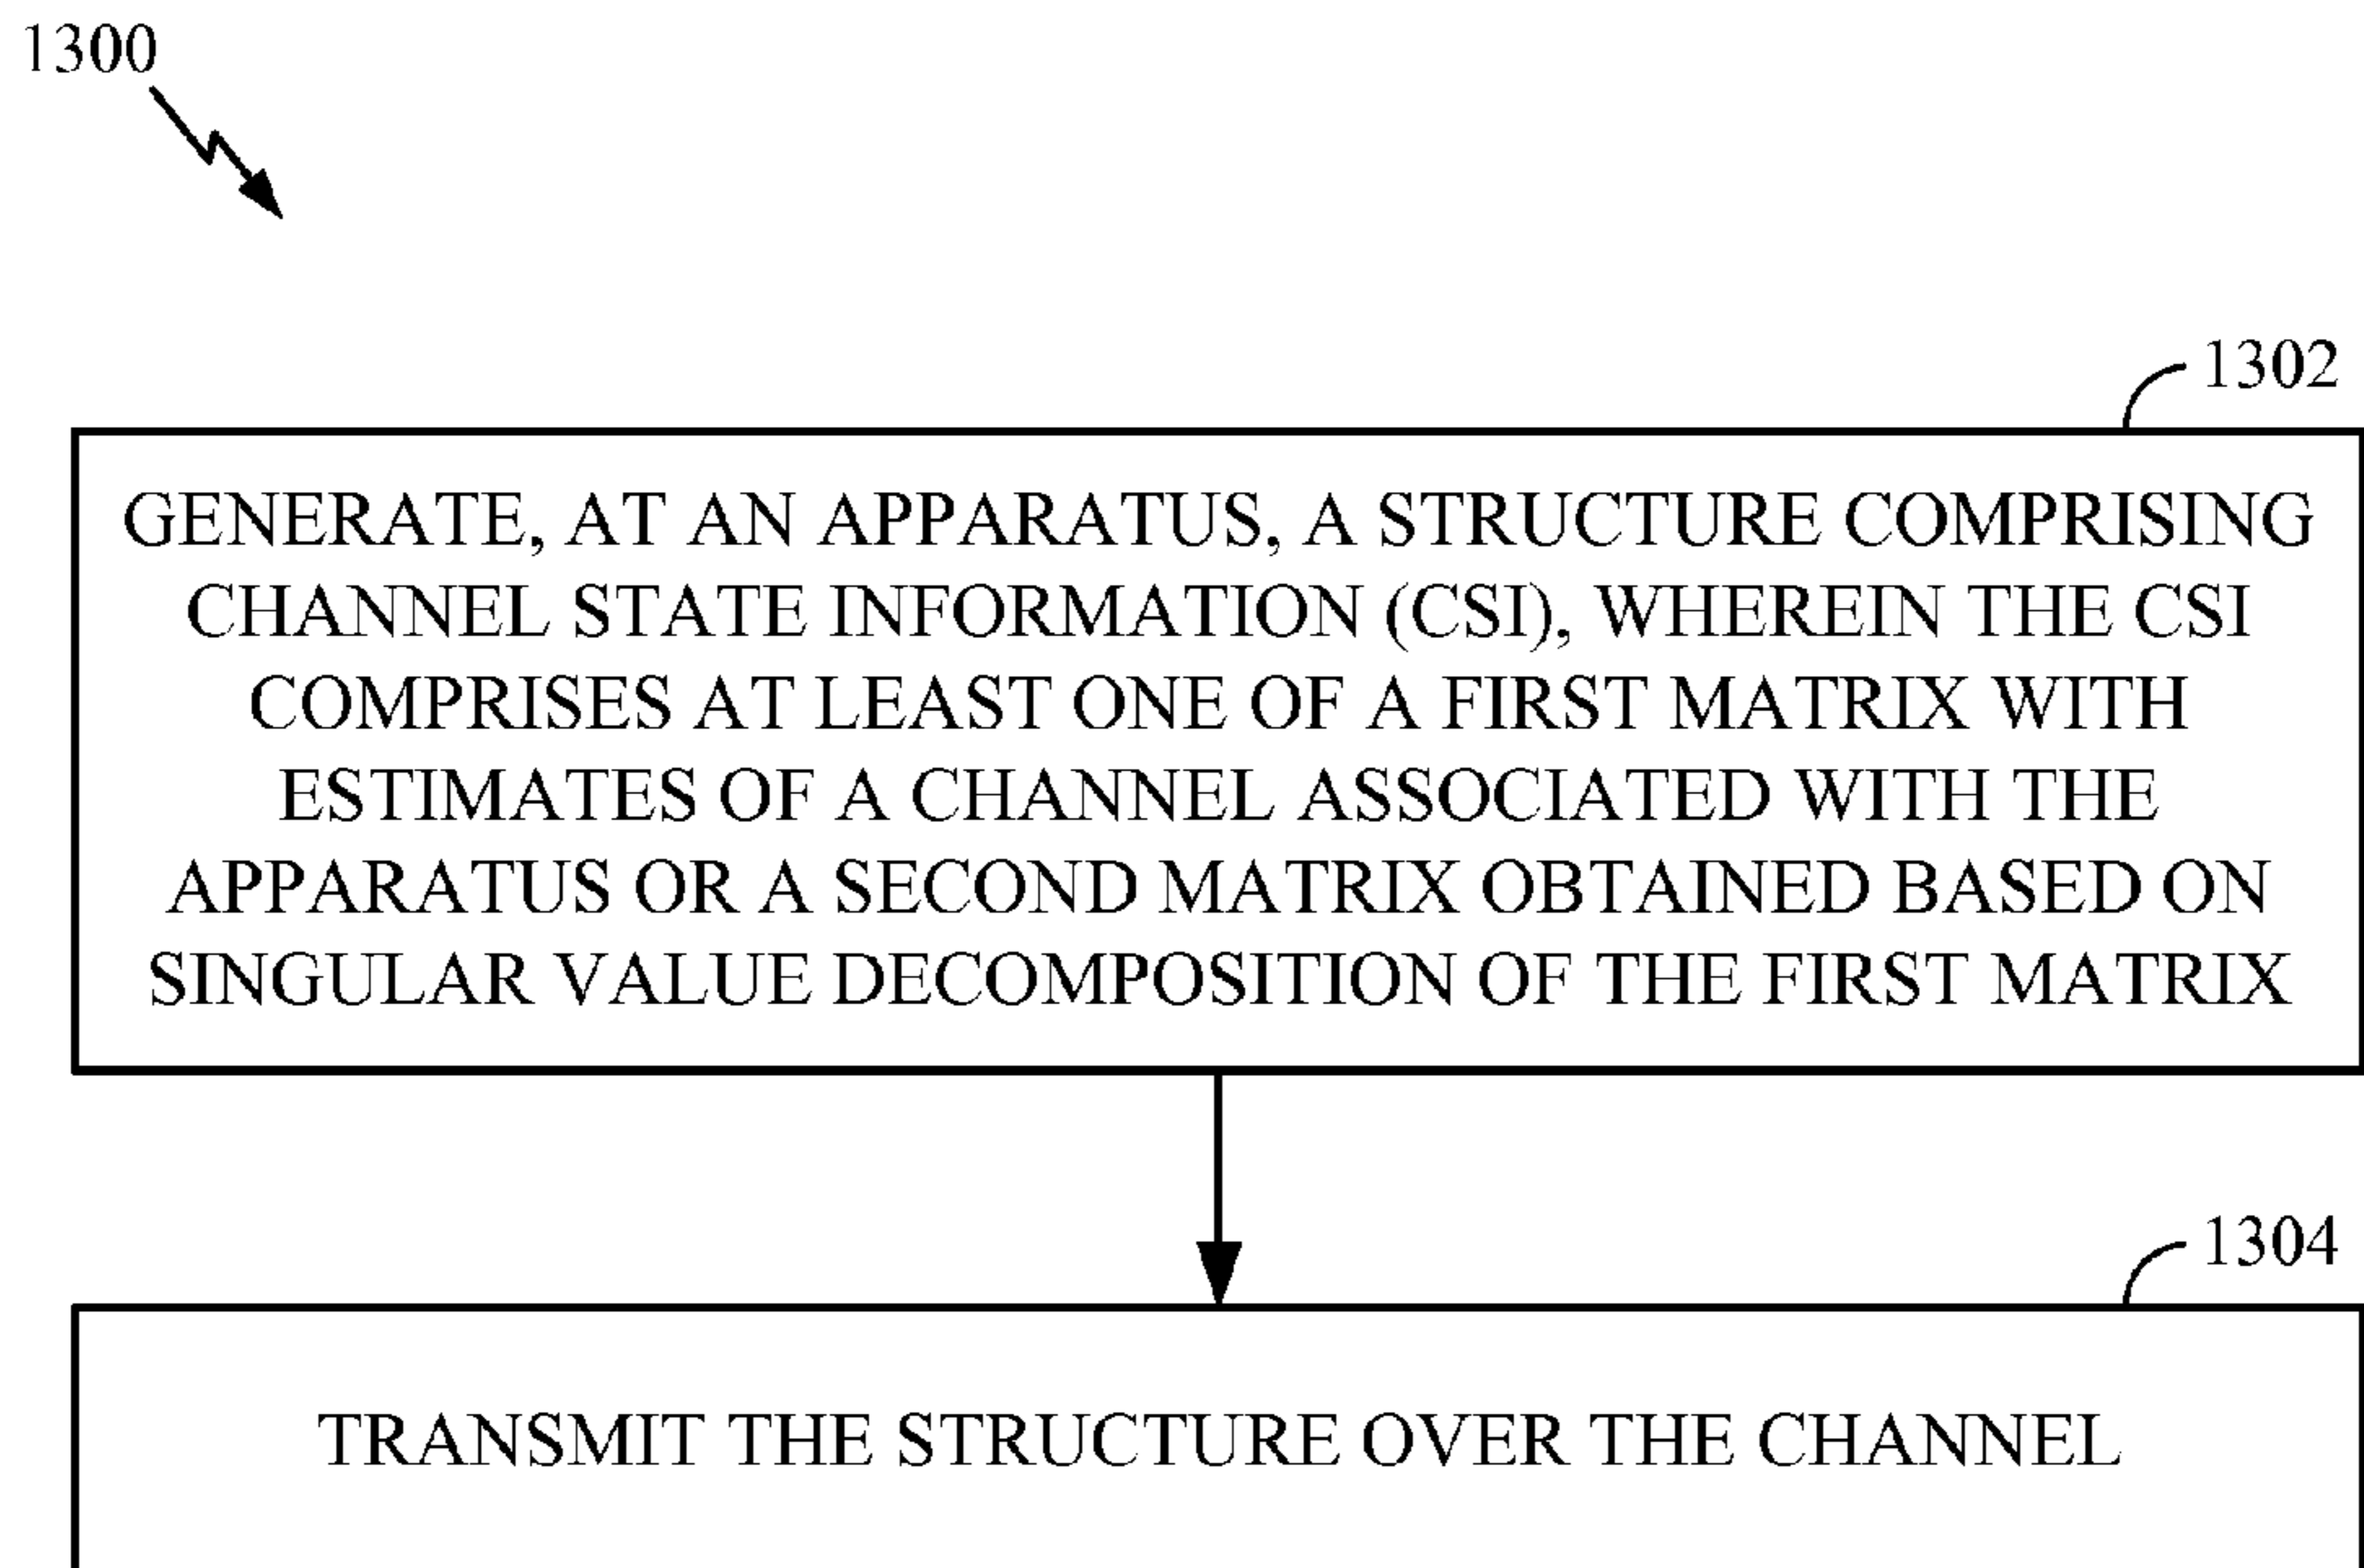 1300
1302
GENERATE, AT AN APPARATUS, A STRUCTURE COMPRISING
CHANNEL STATE INFORMATION (CSI), WHEREIN THE CSI
COMPRISES AT LEAST ONE OF A FIRST MATRIX WITH
ESTIMATES OF A CHANNEL ASSOCIATED WITH THE
APPARATUS OR A SECOND MATRIX OBTAINED BASED ON
SINGULAR VALUE DECOMPOSITION OF THE FIRST MATRIX
1304
TRANSMIT THE STRUCTURE OVER THE CHANNEL